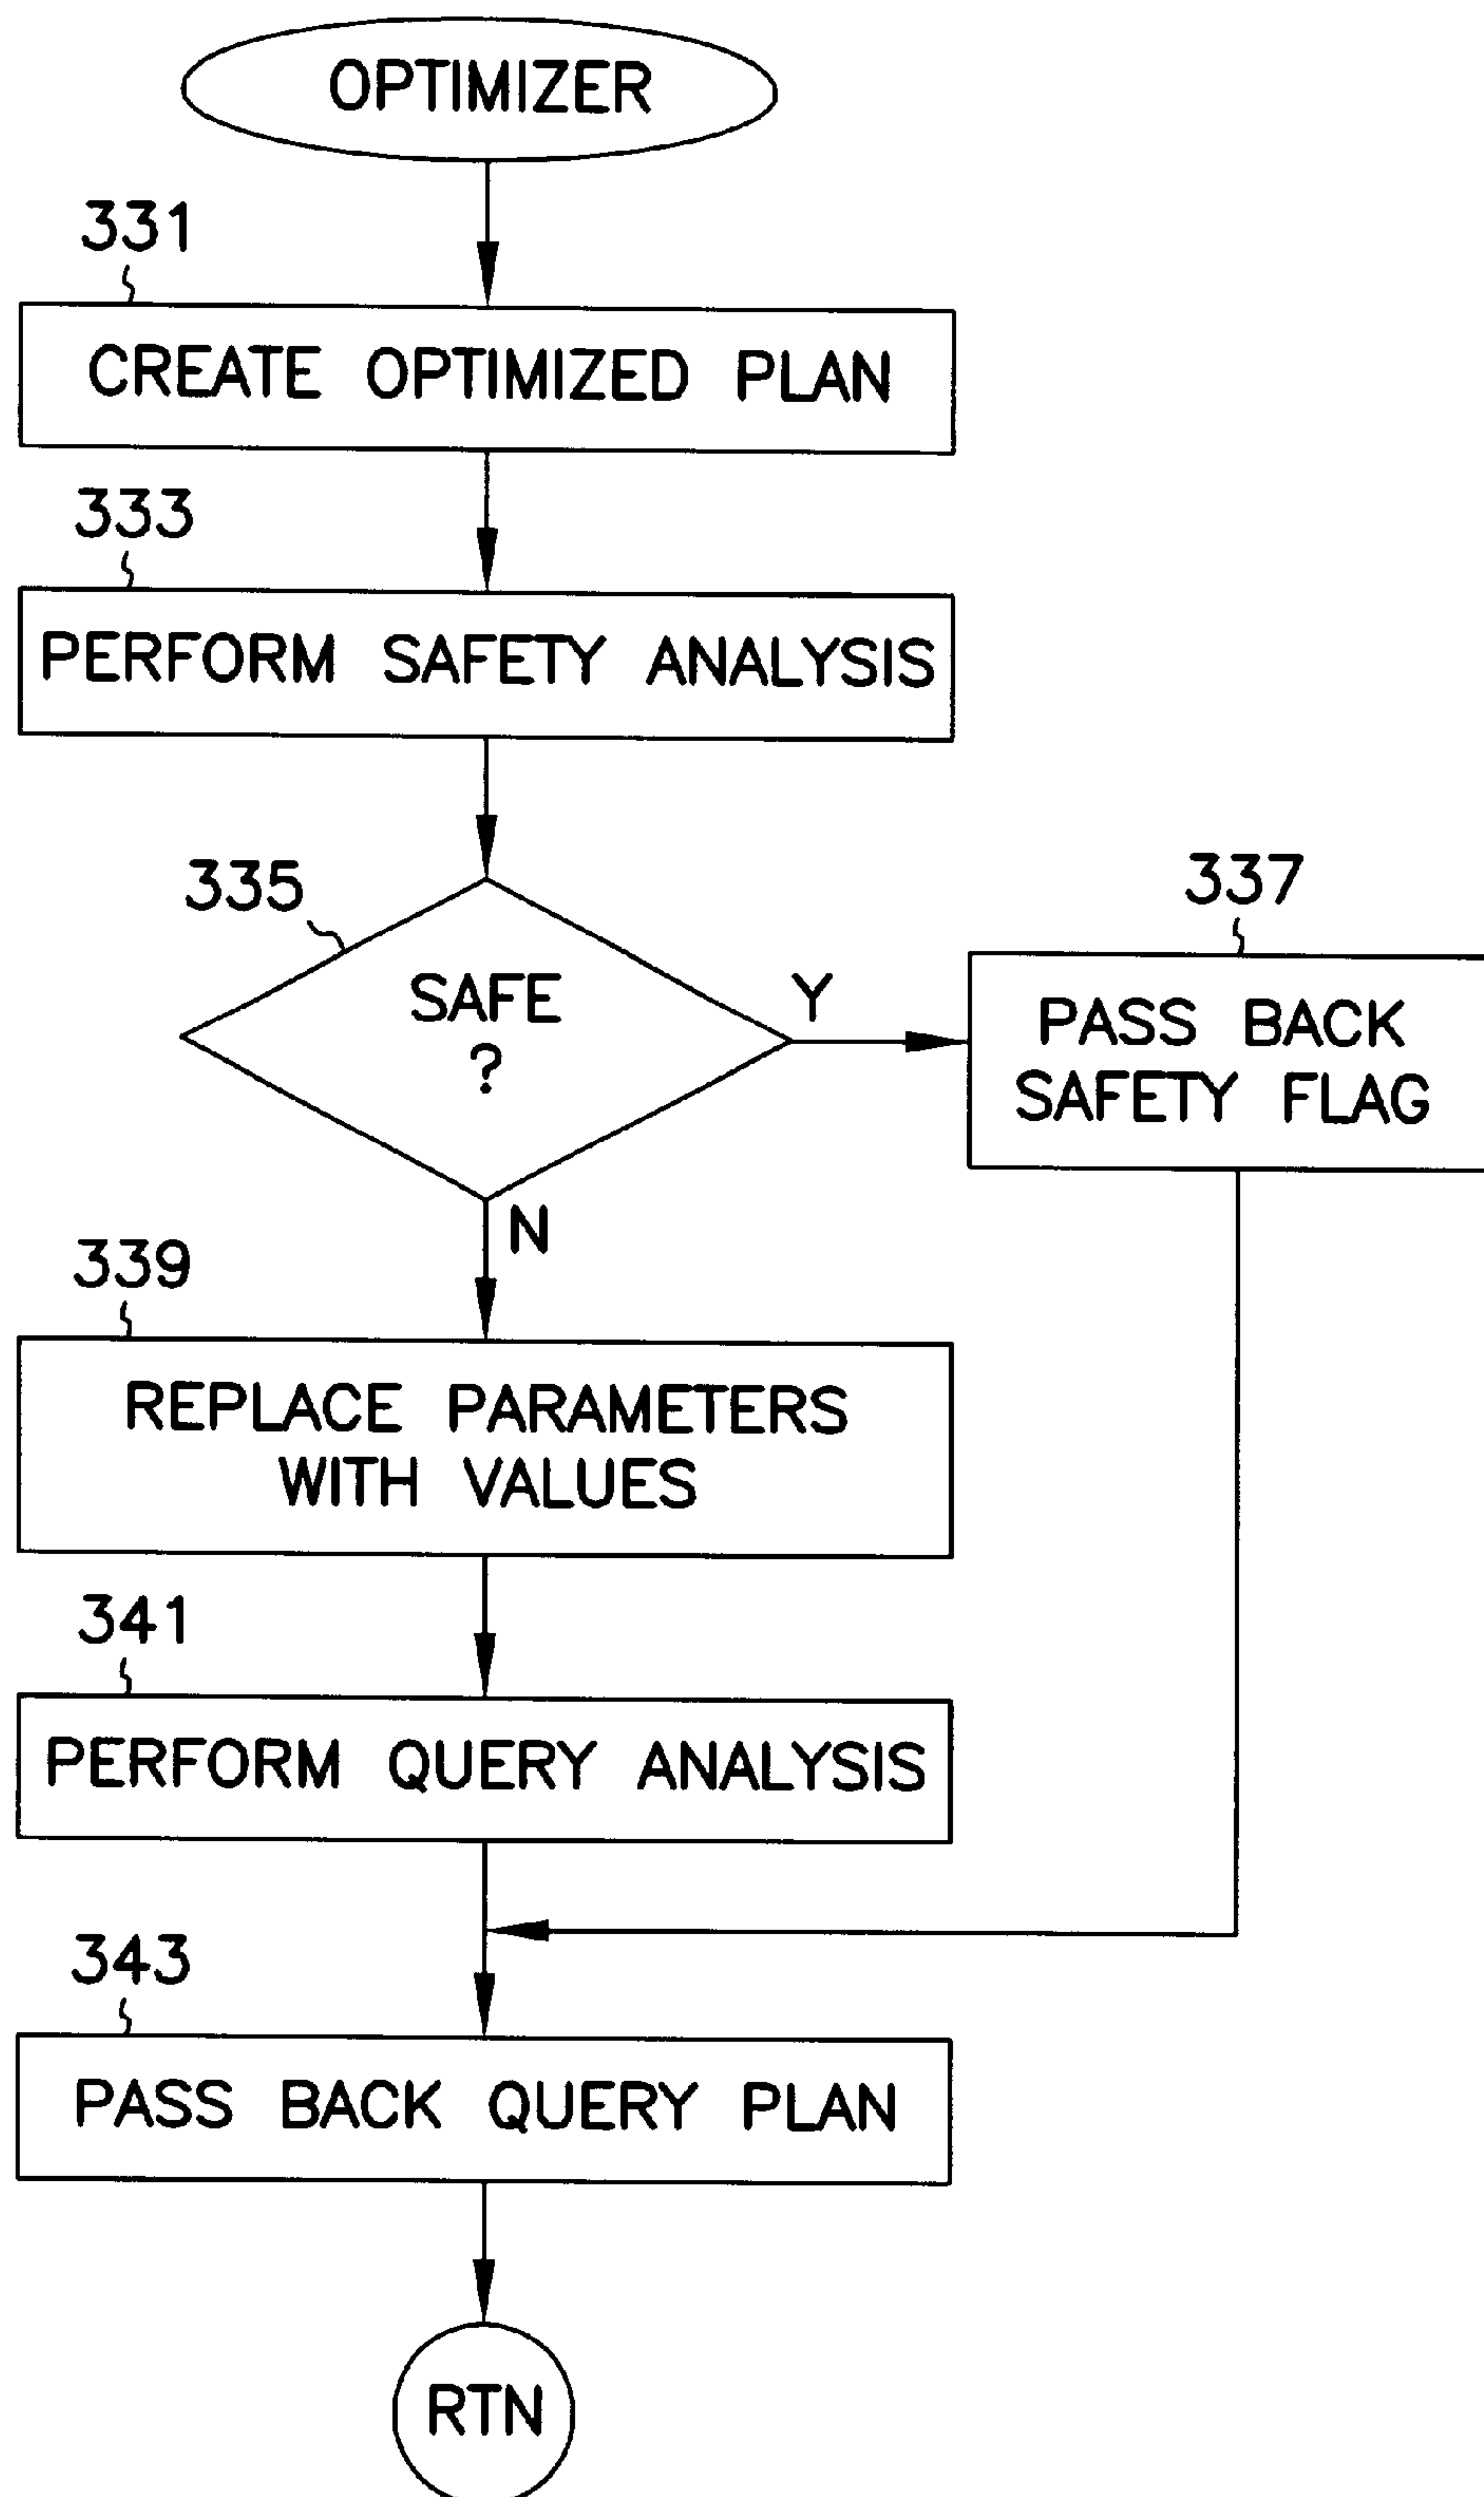 OPTIMIZER
331
CREATE OPTIMIZED PLAN
333
PERFORM SAFETY ANALYSIS
335
SAFE
?
Y
337
PASS BACK
SAFETY FLAG
N
339
REPLACE PARAMETERS
WITH VALUES
341
PERFORM QUERY ANALYSIS
343
PASS BACK QUERY PLAN
RTN